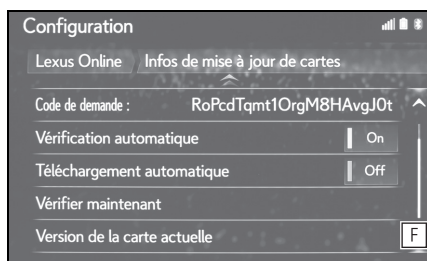 Configuration
Lexus Online Infos de mise à jour de cartes
Code de demande : RoPcdTqmt1OrgM8HAvgJ0t
Vérification automatique On
Téléchargement automatique Off
Vérifier maintenant
Version de la carte actuelle F